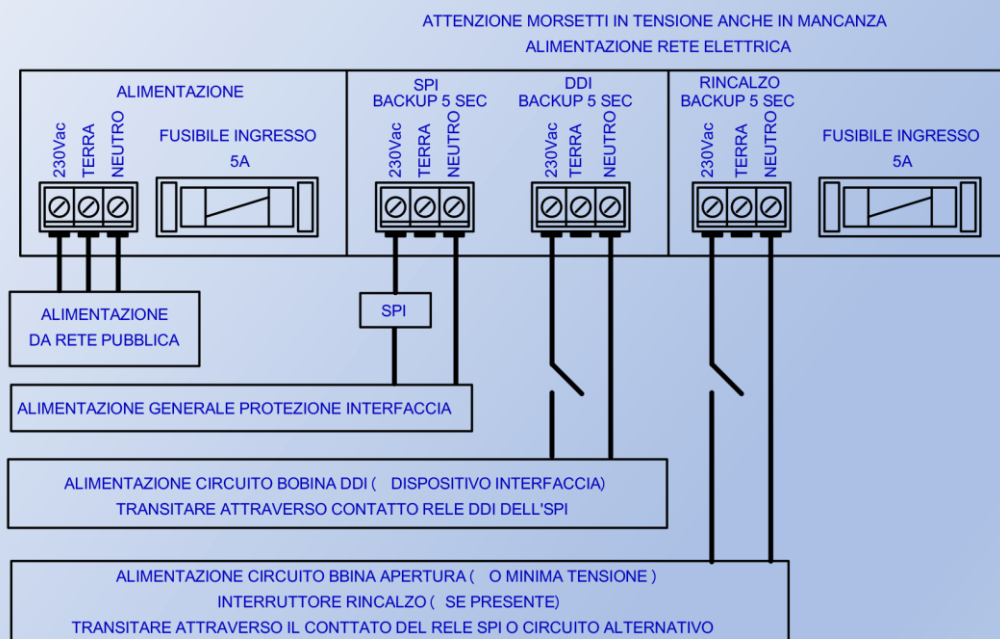 ATTENZIONE MORSETTI IN TENSIONE ANCHE IN MANCANZA
ALIMENTAZIONE RETE ELETTRICA
ALIMENTAZIONE
230Vac
TERRA
NEUTRO
FUSIBILE INGRESSO
5A
SPI
BACKUP 5 SEC
230Vac
TERRA
NEUTRO
DDI
BACKUP 5 SEC
230Vac
TERRA
NEUTRO
RINCALZO
BACKUP 5 SEC
230Vac
TERRA
NEUTRO
FUSIBILE INGRESSO
5A
ALIMENTAZIONE
DA RETE PUBBLICA
SPI
ALIMENTAZIONE GENERALE PROTEZIONE INTERFACCIA
ALIMENTAZIONE CIRCUITO BOBINA DDI ( DISPOSITIVO INTERFACCIA)
TRANSITARE ATTRAVERSO CONTATTO RELE DDI DELL'SPI
ALIMENTAZIONE CIRCUITO BBINA APERTURA ( O MINIMA TENSIONE )
INTERRUTTORE RINCALZO ( SE PRESENTE)
TRANSITARE ATTRAVERSO IL CONTTATO DEL RELE SPI O CIRCUITO ALTERNATIVO